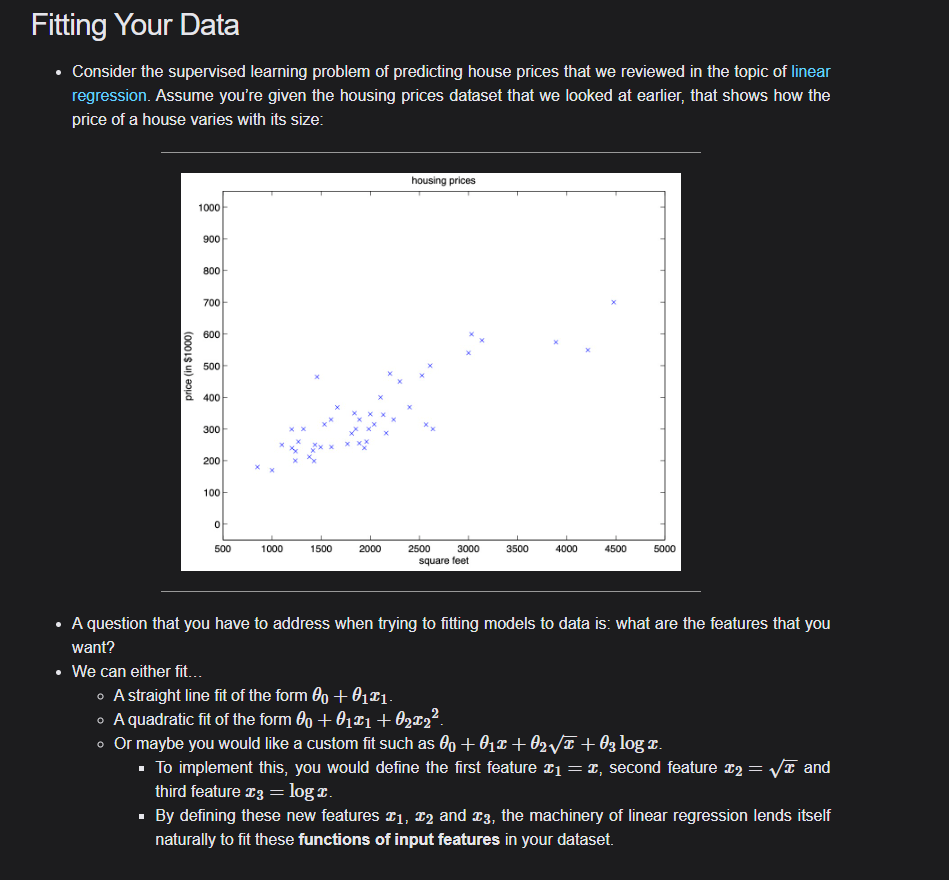 Fitting Your Data
• Consider the supervised learning problem of predicting house prices that we reviewed in the topic of linear
regression. Assume you're given the housing prices dataset that we looked at earlier, that shows how the
price of a house varies with its size:
housing prices
1000
900
800
700
600
500
400
300
200
100
0
price (in $1000)
500 1000 1500 2000 2500 3000 3500 4000 4500 5000
square feet
• A question that you have to address when trying to fitting models to data is: what are the features that you
want?
• We can either fit…
◦ A straight line fit of the form θ₀ + θ₁x₁.
◦ A quadratic fit of the form θ₀ + θ₁x₁ + θ₂x₂².
◦ Or maybe you would like a custom fit such as θ₀ + θ₁x + θ₂√x + θ₃ log x.
▪ To implement this, you would define the first feature x₁ = x, second feature x₂ = √x and
third feature x₃ = log x.
▪ By defining these new features x₁, x₂ and x₃, the machinery of linear regression lends itself
naturally to fit these functions of input features in your dataset.